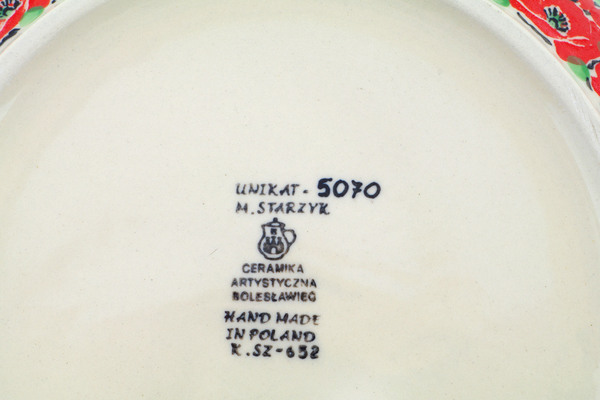 UNIKAT - 5070
M. STARZYK
CERAMIKA
ARTYSTYCZNA
BOLESŁAWIEC
HAND MADE
IN POLAND
K. SZ-652